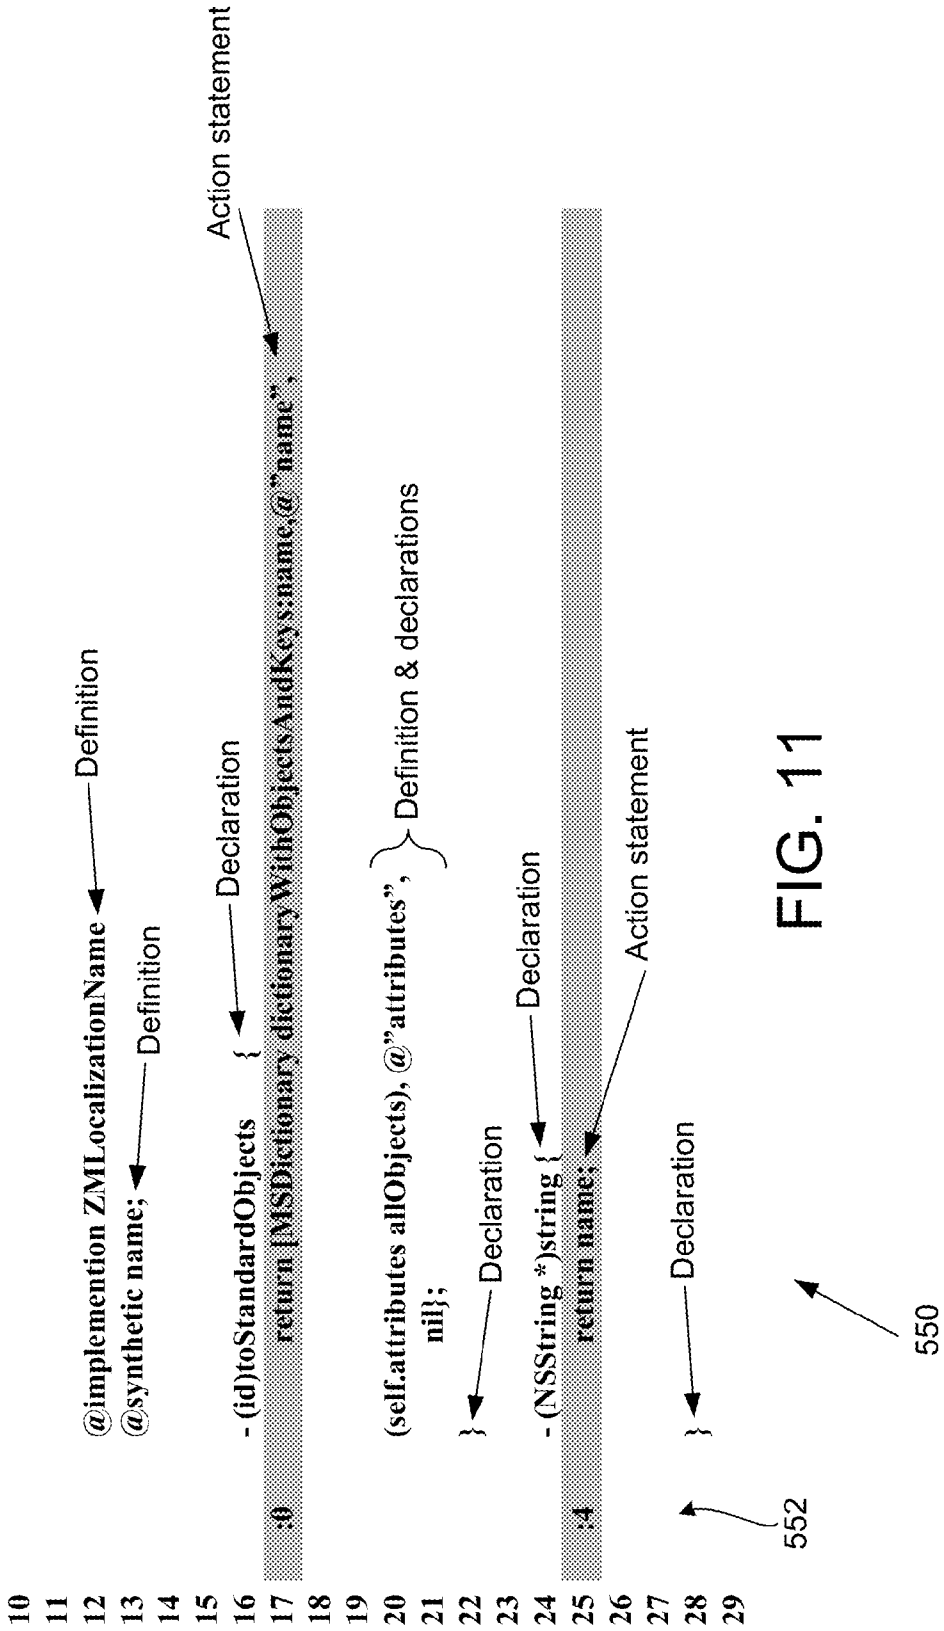 10
11
12 @implemention ZMLocalizationName Definition
13 @synthetic name; Definition
14
15
16 - (id)toStandardObjects { Declaration
17 :0 return [MSDictionary dictionaryWithObjectsAndKeys:name,@”name”, Action statement
18
19
20 (self.attributes allObjects), @”attributes”, Definition & declarations
21 nil};
22 } Declaration
23
24 - (NSString *)string { Declaration
25 :4 return name; Action statement
26
27
28 } Declaration
29
552
550
FIG. 11